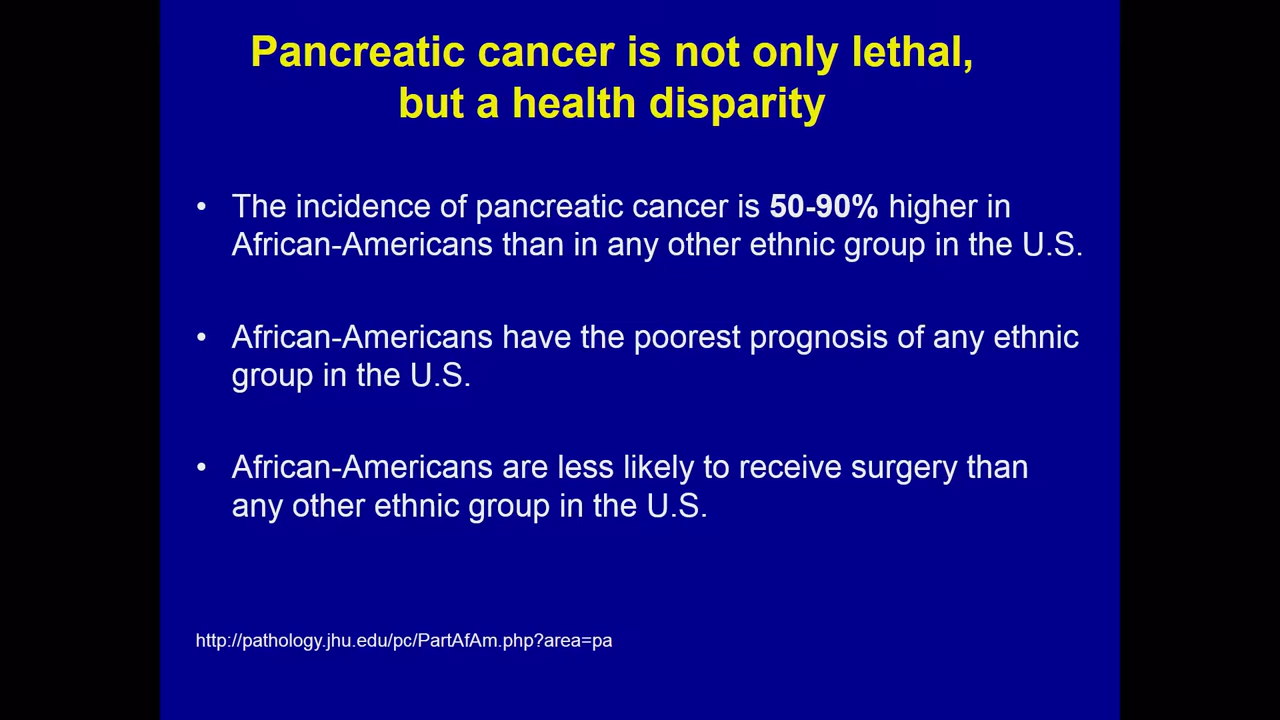 Pancreatic cancer is not only lethal,
but a health disparity
• The incidence of pancreatic cancer is 50-90% higher in
African-Americans than in any other ethnic group in the U.S.
• African-Americans have the poorest prognosis of any ethnic
group in the U.S.
• African-Americans are less likely to receive surgery than
any other ethnic group in the U.S.
http://pathology.jhu.edu/pc/PartAfAm.php?area=pa